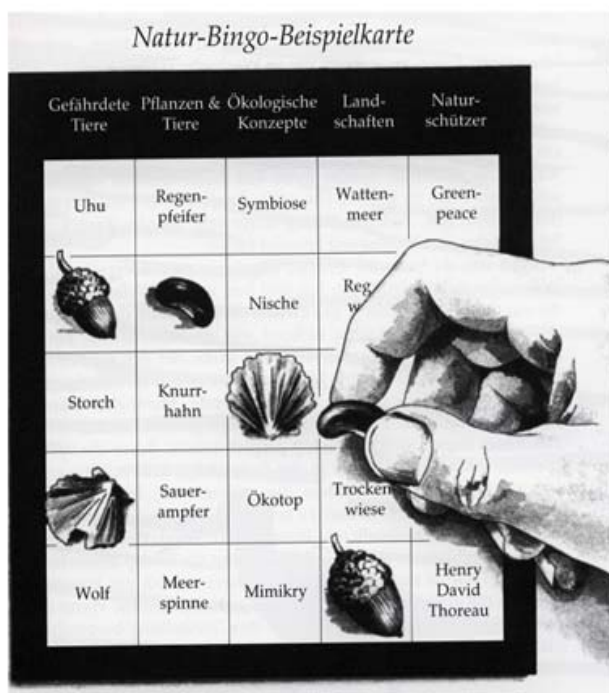 Natur-Bingo-Beispielkarte
Gefährdete
Tiere
Pflanzen &
Tiere
Ökologische
Konzepte
Land-
schaften
Natur-
schützer
Uhu
Regen-
pfeifer
Symbiose
Watten-
meer
Green-
peace
Nische
Storch
Knurr-
hahn
Sauer-
ampfer
Ökotop
Trocken
wiese
Wolf
Meer-
spinne
Mimikry
Henry
David
Thoreau